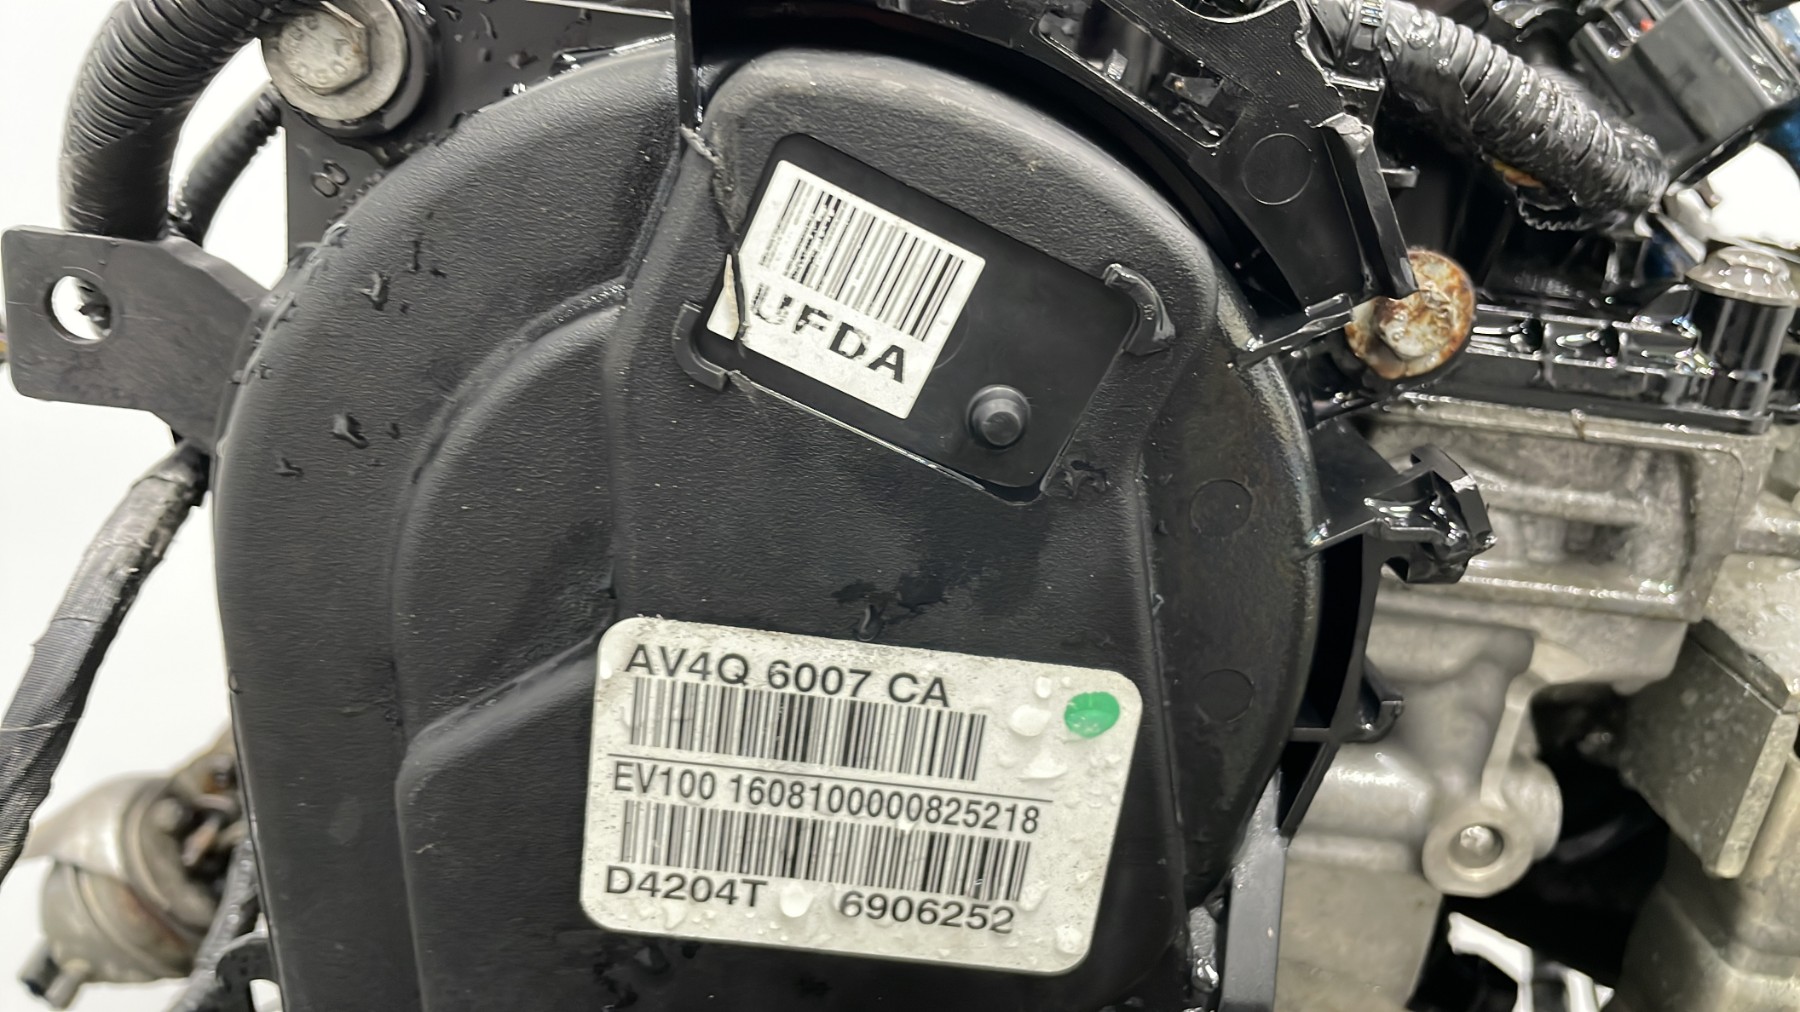 UFDA
AV4Q 6007 CA
EV100 1608100000825218
D4204T 6906252